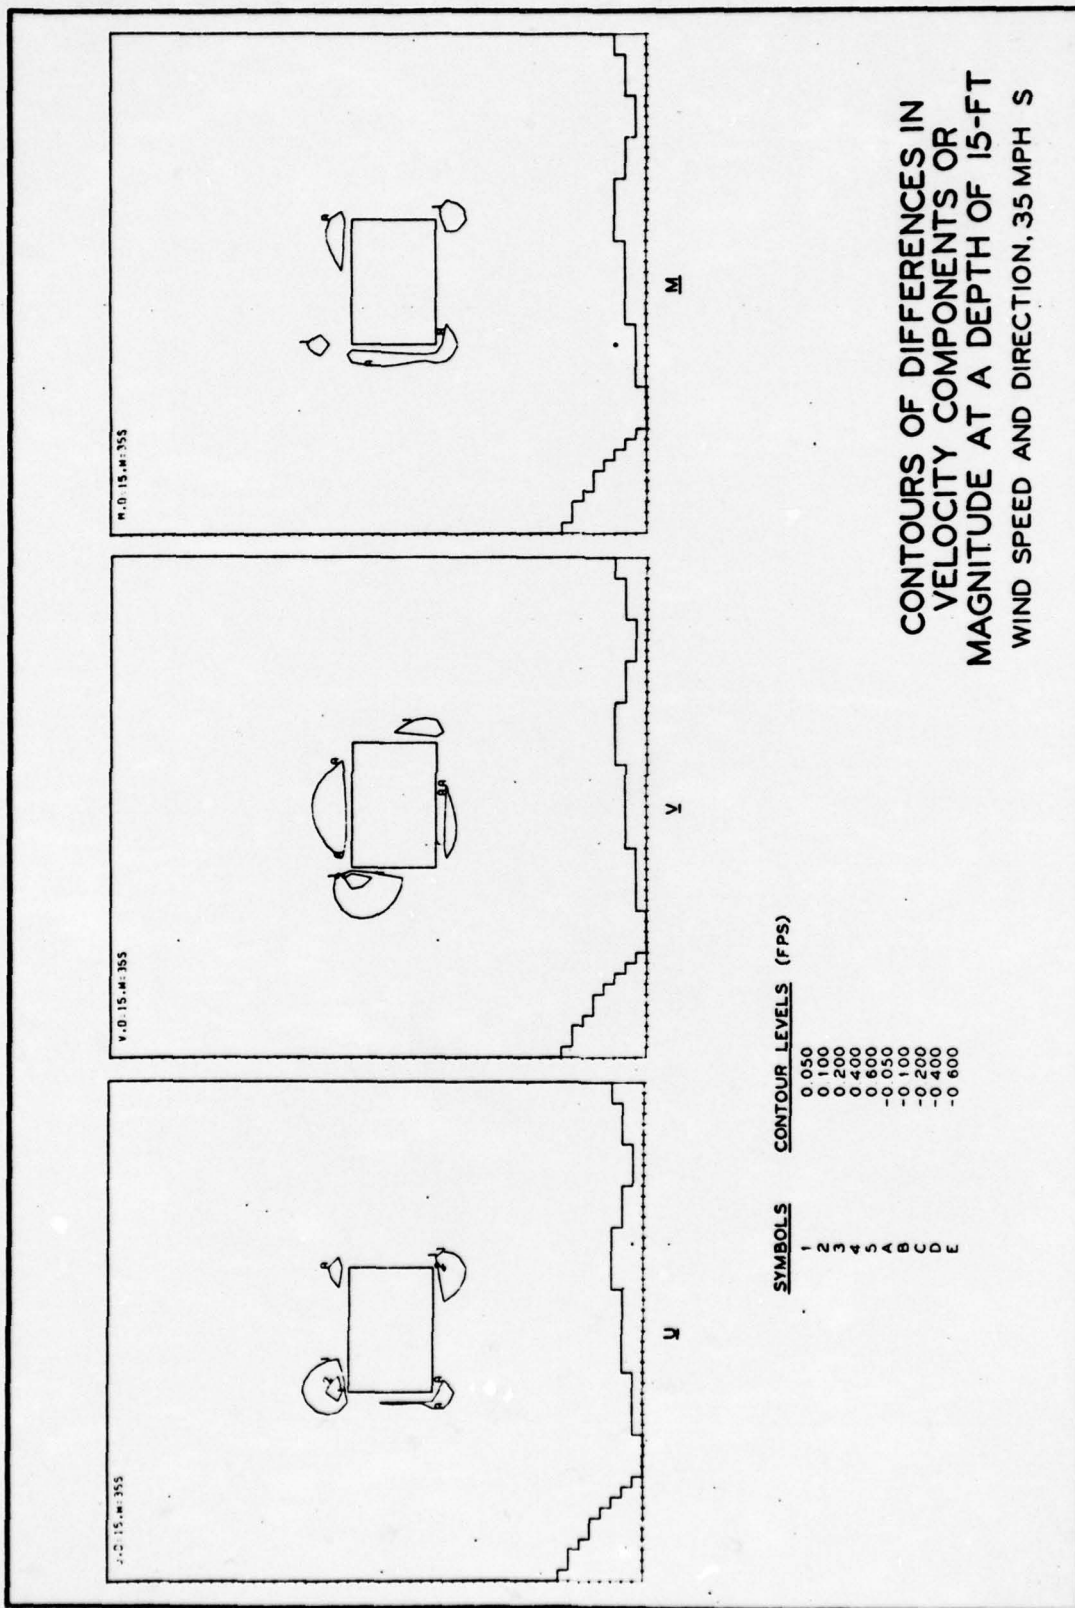 U.D:15.W:35S
V.D:15.W:35S
M.D:15.W:35S
U
V
M
SYMBOLS CONTOUR LEVELS (FPS)
1 0.050
2 0.100
3 0.200
4 0.400
5 0.600
A -0.050
B -0.100
C -0.200
D -0.400
E -0.600
CONTOURS OF DIFFERENCES IN
VELOCITY COMPONENTS OR
MAGNITUDE AT A DEPTH OF 15-FT
WIND SPEED AND DIRECTION, 35 MPH S